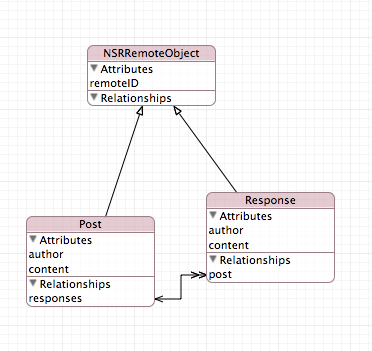 NSRRemoteObject
Attributes
remoteID
Relationships
Post
Attributes
author
content
Relationships
responses
Response
Attributes
author
content
Relationships
post